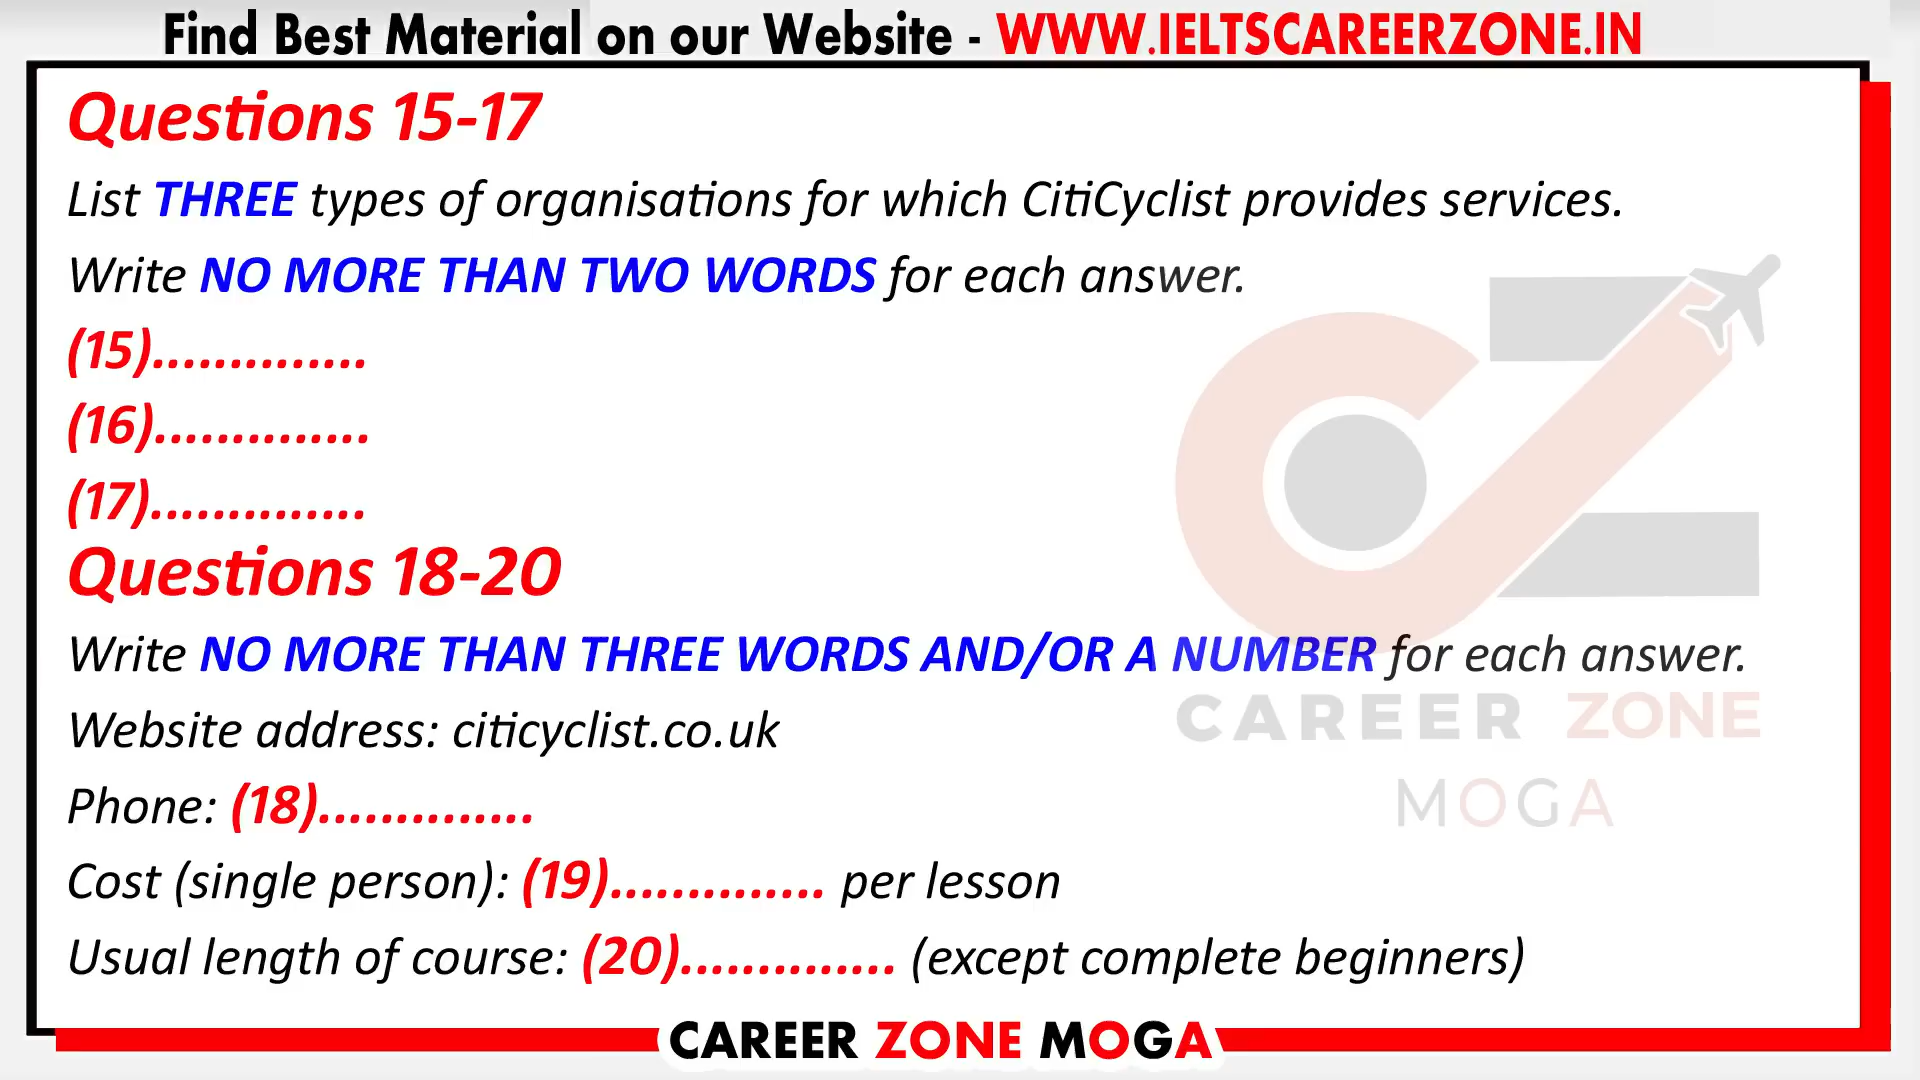 Find Best Material on our Website - WWW.IELTSCAREERZONE.IN
Questions 15-17
List THREE types of organisations for which CitiCyclist provides services.
Write NO MORE THAN TWO WORDS for each answer.
(15)..............
(16)..............
(17)..............
Questions 18-20
Write NO MORE THAN THREE WORDS AND/OR A NUMBER for each answer.
Website address: citicyclist.co.uk
Phone: (18)..............
Cost (single person): (19).............. per lesson
Usual length of course: (20).............. (except complete beginners)
CZ
CAREER ZONE
MOGA
CAREER ZONE MOGA